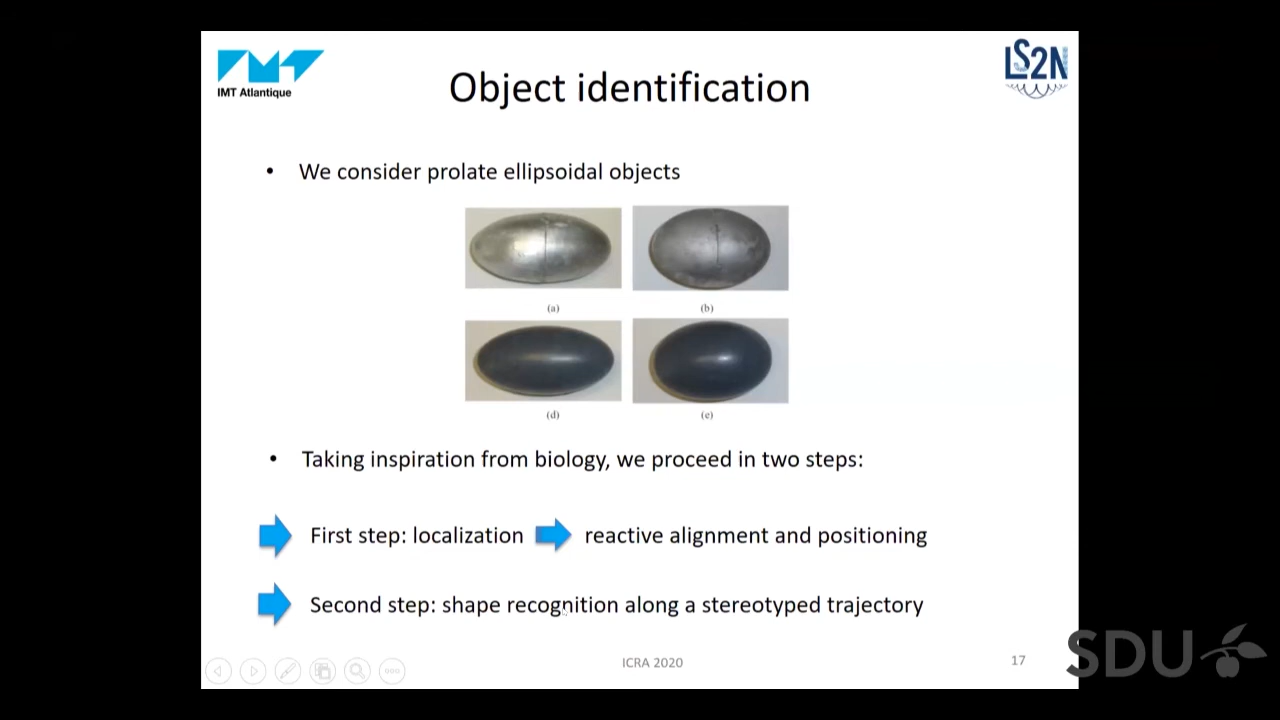 IMT Atlantique
LS2N
Object identification
• We consider prolate ellipsoidal objects
(a)
(b)
(d)
(e)
• Taking inspiration from biology, we proceed in two steps:
First step: localization
reactive alignment and positioning
Second step: shape recognition along a stereotyped trajectory
ICRA 2020
17
SDU